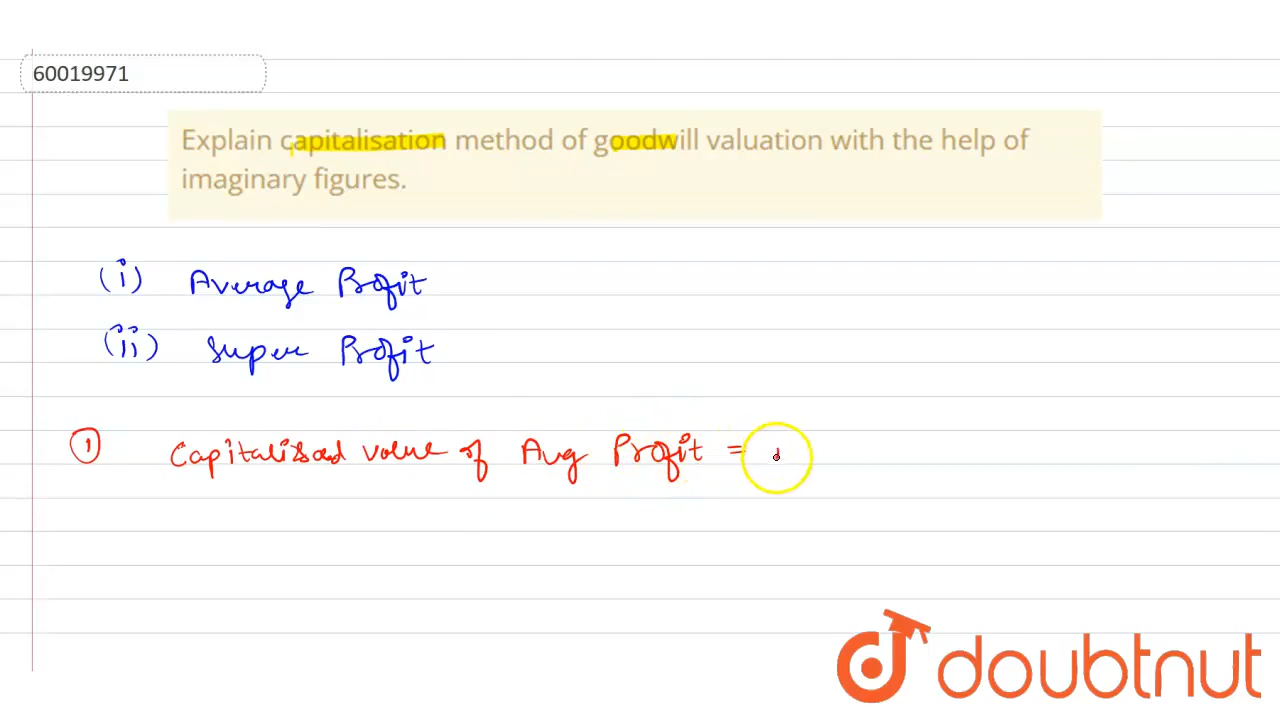 60019971
Explain capitalisation method of goodwill valuation with the help of
imaginary figures.
(i) Average Profit
(ii) Super Profit
① Capitalised value of Avg Profit =
doubtnut